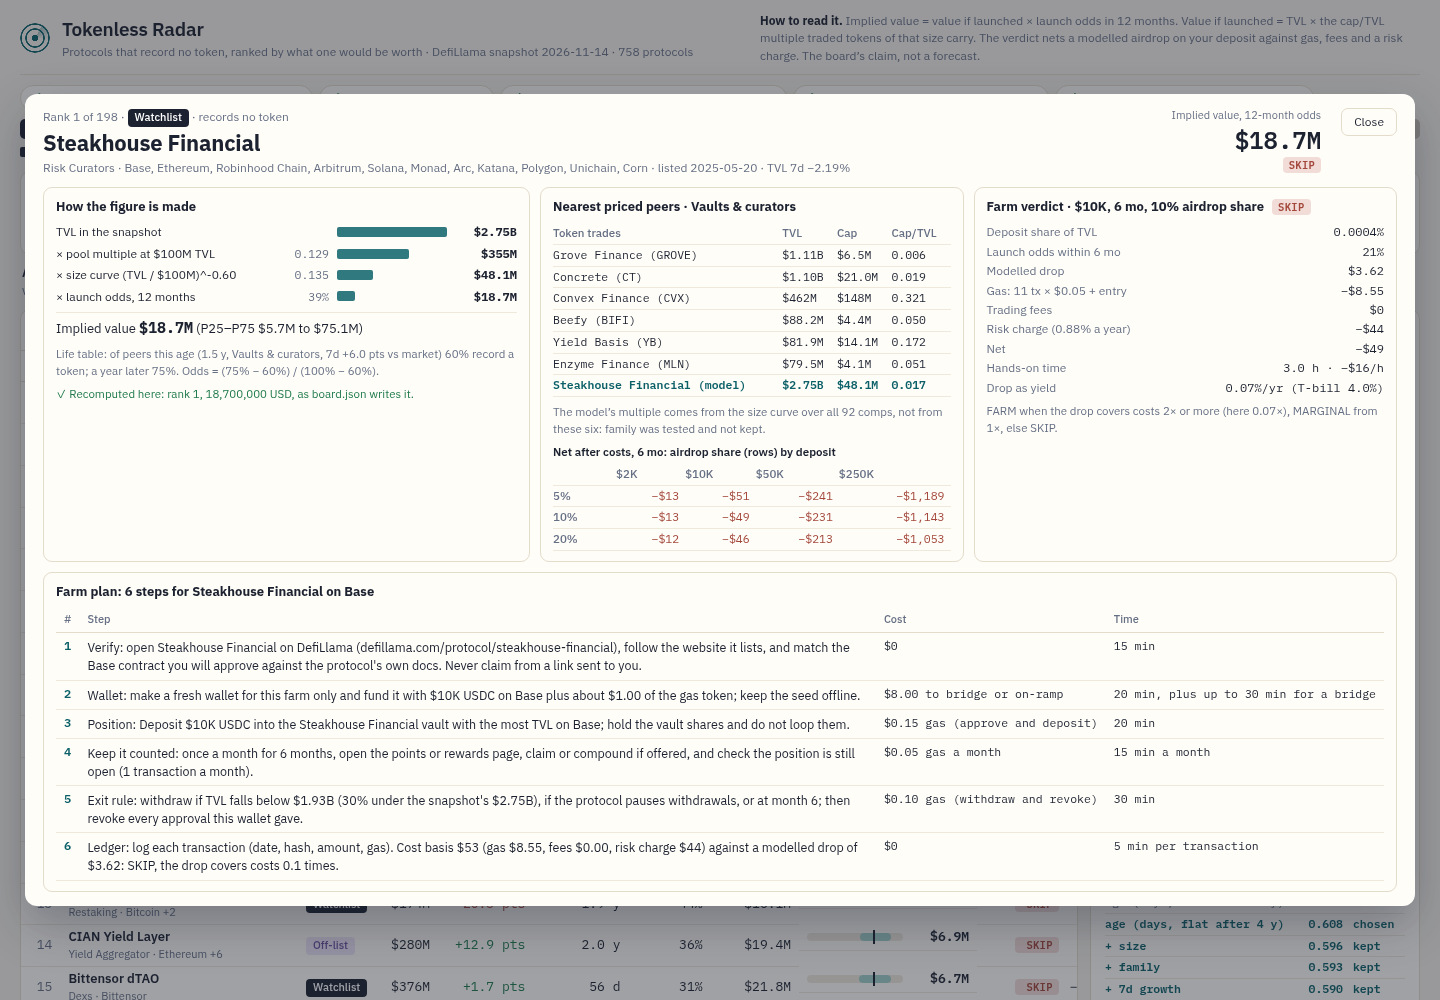 Tokenless Radar
Protocols that record no token, ranked by what one would be worth · DefiLlama snapshot 2026-11-14 · 758 protocols
How to read it. Implied value = value if launched × launch odds in 12 months. Value if launched = TVL × the cap/TVL
multiple traded tokens of that size carry. The verdict nets a modelled airdrop on your deposit against gas, fees and a risk
charge. The board's claim, not a forecast.
Rank 1 of 198 · Watchlist · records no token
Steakhouse Financial
Risk Curators · Base, Ethereum, Robinhood Chain, Arbitrum, Solana, Monad, Arc, Katana, Polygon, Unichain, Corn · listed 2025-05-20 · TVL 7d −2.19%
Implied value, 12-month odds
$18.7M
SKIP
Close
How the figure is made
TVL in the snapshot $2.75B
× pool multiple at $100M TVL 0.129 $355M
× size curve (TVL / $100M)^-0.60 0.135 $48.1M
× launch odds, 12 months 39% $18.7M
Implied value $18.7M (P25–P75 $5.7M to $75.1M)
Life table: of peers this age (1.5 y, Vaults & curators, 7d +6.0 pts vs market) 60% record a
token; a year later 75%. Odds = (75% − 60%) / (100% − 60%).
✓ Recomputed here: rank 1, 18,700,000 USD, as board.json writes it.
Nearest priced peers · Vaults & curators
Token trades TVL Cap Cap/TVL
Grove Finance (GROVE) $1.11B $6.5M 0.006
Concrete (CT) $1.10B $21.0M 0.019
Convex Finance (CVX) $462M $148M 0.321
Beefy (BIFI) $88.2M $4.4M 0.050
Yield Basis (YB) $81.9M $14.1M 0.172
Enzyme Finance (MLN) $79.5M $4.1M 0.051
Steakhouse Financial (model) $2.75B $48.1M 0.017
The model's multiple comes from the size curve over all 92 comps, not from
these six: family was tested and not kept.
Net after costs, 6 mo: airdrop share (rows) by deposit
$2K $10K $50K $250K
5% −$13 −$51 −$241 −$1,189
10% −$13 −$49 −$231 −$1,143
20% −$12 −$46 −$213 −$1,053
Farm verdict · $10K, 6 mo, 10% airdrop share SKIP
Deposit share of TVL 0.0004%
Launch odds within 6 mo 21%
Modelled drop $3.62
Gas: 11 tx × $0.05 + entry −$8.55
Trading fees $0
Risk charge (0.88% a year) −$44
Net −$49
Hands-on time 3.0 h · −$16/h
Drop as yield 0.07%/yr (T-bill 4.0%)
FARM when the drop covers costs 2× or more (here 0.07×), MARGINAL from
1×, else SKIP.
Farm plan: 6 steps for Steakhouse Financial on Base
# Step Cost Time
1 Verify: open Steakhouse Financial on DefiLlama (defillama.com/protocol/steakhouse-financial), follow the website it lists, and match the $0 15 min
Base contract you will approve against the protocol's own docs. Never claim from a link sent to you.
2 Wallet: make a fresh wallet for this farm only and fund it with $10K USDC on Base plus about $1.00 of the gas token; keep the seed offline. $8.00 to bridge or on-ramp 20 min, plus up to 30 min for a bridge
3 Position: Deposit $10K USDC into the Steakhouse Financial vault with the most TVL on Base; hold the vault shares and do not loop them. $0.15 gas (approve and deposit) 20 min
4 Keep it counted: once a month for 6 months, open the points or rewards page, claim or compound if offered, and check the position is still $0.05 gas a month 15 min a month
open (1 transaction a month).
5 Exit rule: withdraw if TVL falls below $1.93B (30% under the snapshot's $2.75B), if the protocol pauses withdrawals, or at month 6; then $0.10 gas (withdraw and revoke) 30 min
revoke every approval this wallet gave.
6 Ledger: log each transaction (date, hash, amount, gas). Cost basis $53 (gas $8.55, fees $0.00, risk charge $44) against a modelled drop of $0 5 min per transaction
$3.62: SKIP, the drop covers costs 0.1 times.
Restaking · Bitcoin +2
14 CIAN Yield Layer Off-list $280M +12.9 pts 2.0 y 36% $19.4M $6.9M SKIP
Yield Aggregator · Ethereum +6
15 Bittensor dTAO Watchlist $376M +1.7 pts 56 d 31% $21.8M $6.7M SKIP
Dexs · Bittensor
age (days, flat after 4 y) 0.608 chosen
+ size 0.596 kept
+ family 0.593 kept
+ 7d growth 0.590 kept